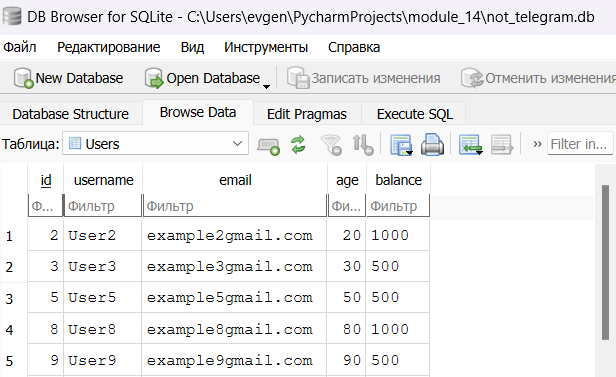 DB Browser for SQLite - C:\Users\evgen\PycharmProjects\module_14\not_telegram.db
Файл Редактирование Вид Инструменты Справка
New Database Open Database Записать изменения Отменить изменения
Database Structure Browse Data Edit Pragmas Execute SQL
Таблица: Users Filter in...
id username email age balance
Ф... Фильтр Фильтр Фи... Фильтр
1 2 User2 example2gmail.com 20 1000
2 3 User3 example3gmail.com 30 500
3 5 User5 example5gmail.com 50 500
4 8 User8 example8gmail.com 80 1000
5 9 User9 example9gmail.com 90 500